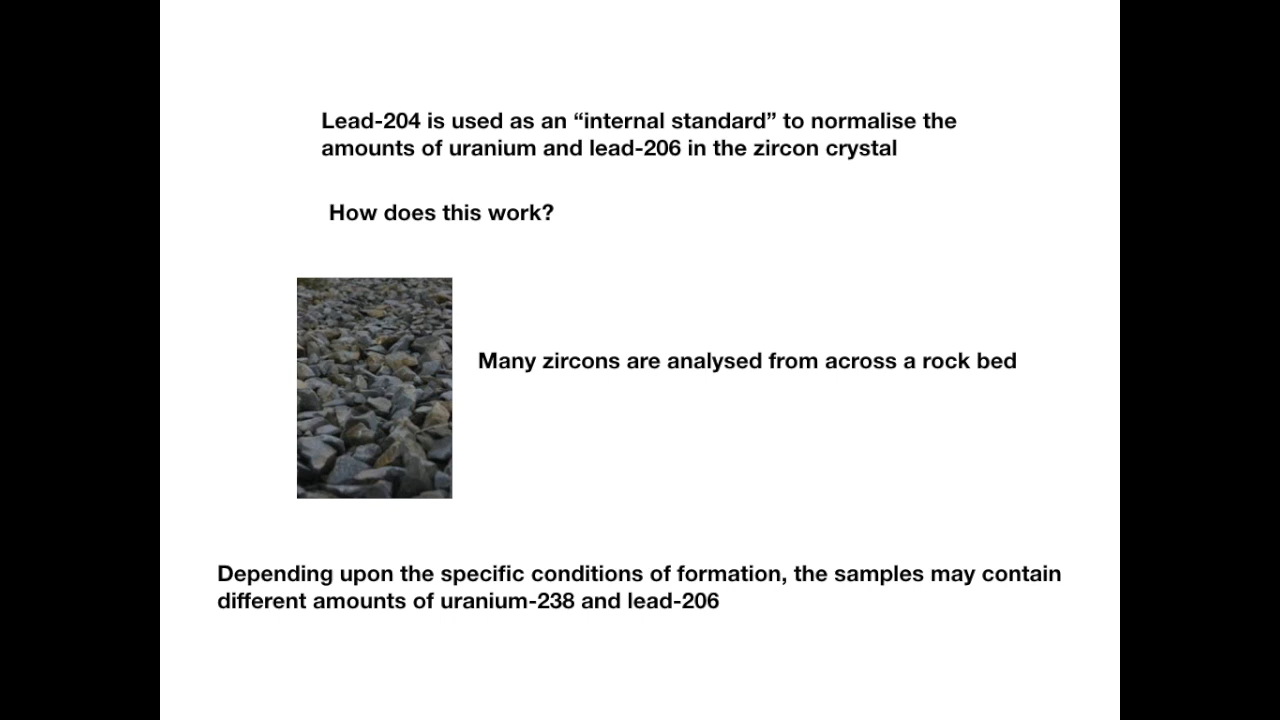 Lead-204 is used as an “internal standard” to normalise the
amounts of uranium and lead-206 in the zircon crystal
How does this work?
Many zircons are analysed from across a rock bed
Depending upon the specific conditions of formation, the samples may contain
different amounts of uranium-238 and lead-206